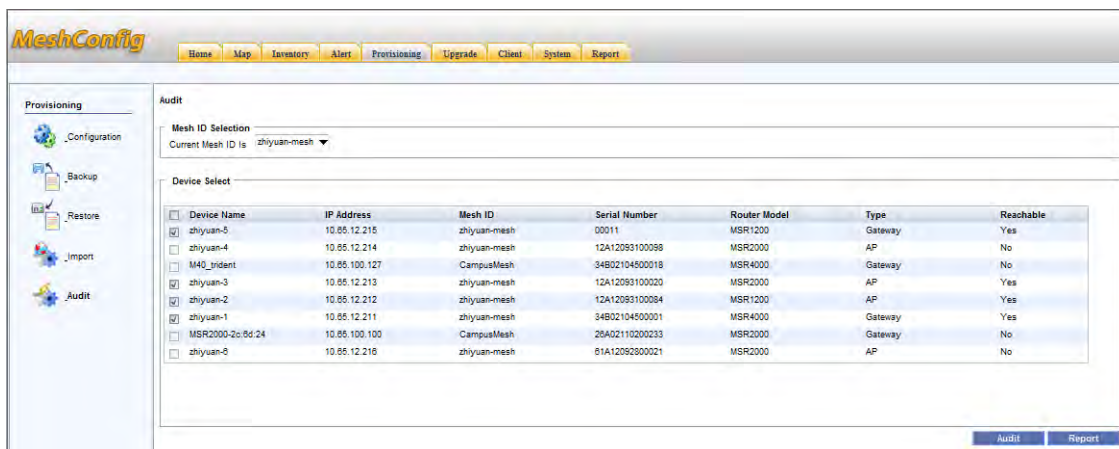 MeshConfig
Home Map Inventory Alert Provisioning Upgrade Client System Report
Provisioning
_Configuration
_Backup
_Restore
_Import
_Audit
Audit
Mesh ID Selection
Current Mesh ID Is zhiyuan-mesh
Device Select
Device Name IP Address Mesh ID Serial Number Router Model Type Reachable
zhiyuan-5 10.65.12.215 zhiyuan-mesh 00011 MSR1200 Gateway Yes
zhiyuan-4 10.65.12.214 zhiyuan-mesh 12A12093100098 MSR2000 AP No
M40_trident 10.65.100.127 CampusMesh 34B02104500018 MSR4000 Gateway No
zhiyuan-3 10.65.12.213 zhiyuan-mesh 12A12093100020 MSR2000 AP Yes
zhiyuan-2 10.65.12.212 zhiyuan-mesh 12A12093100084 MSR1200 AP Yes
zhiyuan-1 10.65.12.211 zhiyuan-mesh 34B02104500001 MSR4000 Gateway Yes
MSR2000-2c:6d:24 10.65.100.100 CampusMesh 26A02110200233 MSR2000 Gateway No
zhiyuan-6 10.65.12.216 zhiyuan-mesh 61A12092800021 MSR2000 AP No
Audit Report